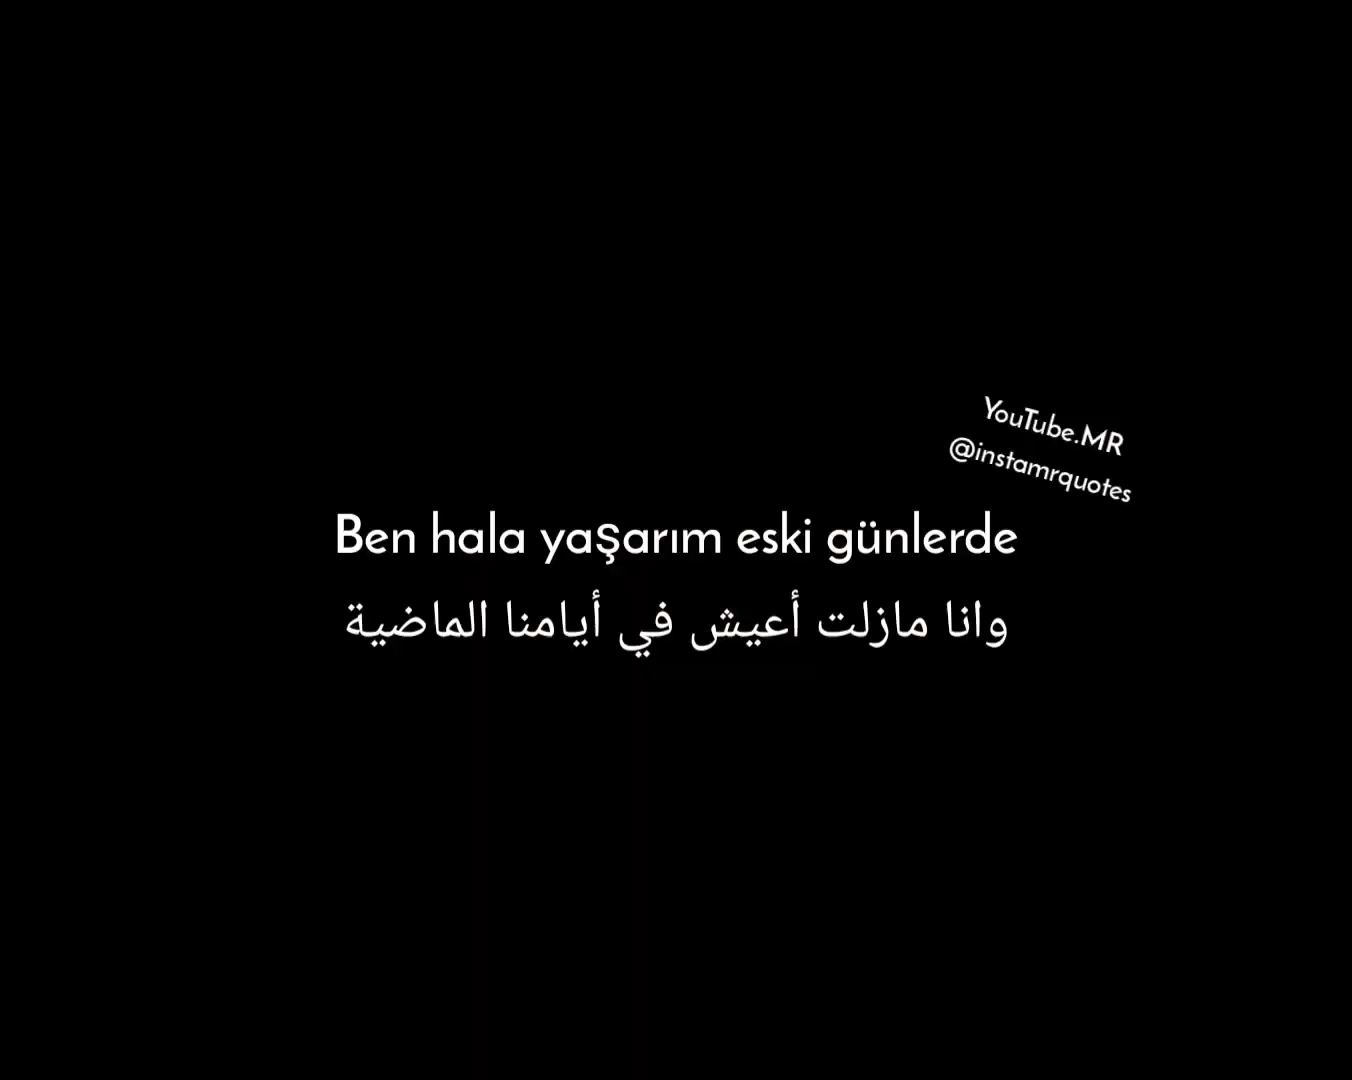 YouTube.MR
@instamrquotes
Ben hala yaşarım eski günlerde
وانا مازلت أعيش في أيامنا الماضية